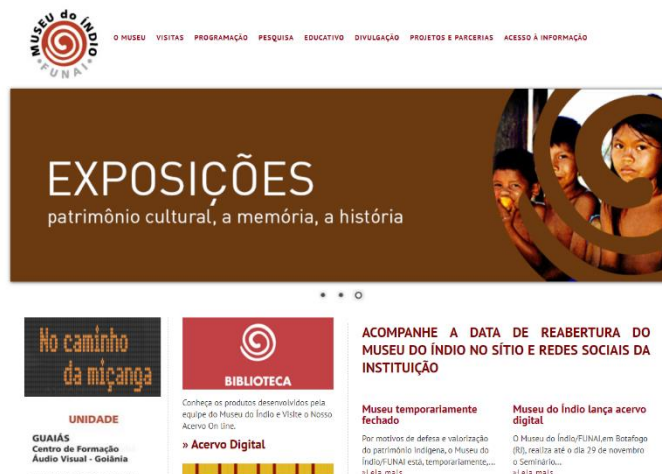 MUSEU do ÍNDIO
FUNAI
O MUSEU VISITAS PROGRAMAÇÃO PESQUISA EDUCATIVO DIVULGAÇÃO PROJETOS E PARCERIAS ACESSO À INFORMAÇÃO
EXPOSIÇÕES
patrimônio cultural, a memória, a história
No caminho
da miçanga
UNIDADE
GUAIÁS
Centro de Formação
Áudio Visual - Goiânia
BIBLIOTECA
Conheça os produtos desenvolvidos pela
equipe do Museu do Índio e Visite o Nosso
Acervo On line.
» Acervo Digital
ACOMPANHE A DATA DE REABERTURA DO
MUSEU DO ÍNDIO NO SÍTIO E REDES SOCIAIS DA
INSTITUIÇÃO
Museu temporariamente
fechado
Por motivos de defesa e valorização
do patrimônio indígena, o Museu do
Índio/FUNAI está, temporariamente,...
»Leia mais
Museu do Índio lança acervo
digital
O Museu do Índio/FUNAI,em Botafogo
(RJ), realiza até o dia 29 de novembro
o Seminário...
»Leia mais